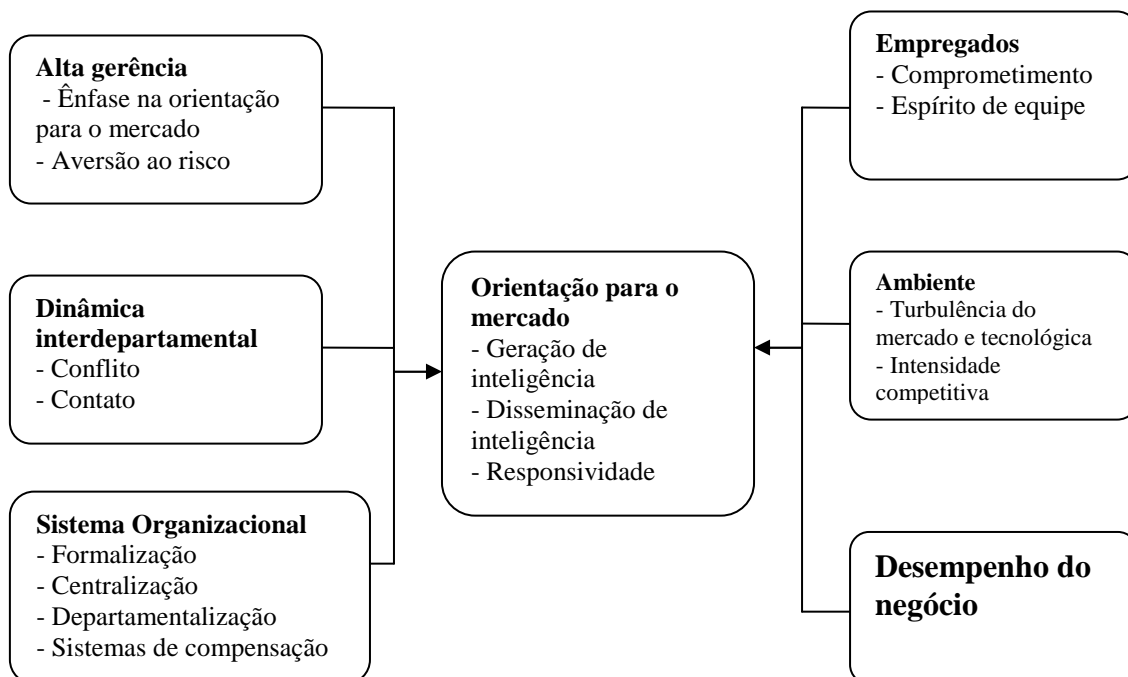 Alta gerência
- Ênfase na orientação
para o mercado
- Aversão ao risco
Dinâmica
interdepartamental
- Conflito
- Contato
Sistema Organizacional
- Formalização
- Centralização
- Departamentalização
- Sistemas de compensação
Orientação para o
mercado
- Geração de
inteligência
- Disseminação de
inteligência
- Responsividade
Empregados
- Comprometimento
- Espírito de equipe
Ambiente
- Turbulência do
mercado e tecnológica
- Intensidade
competitiva
Desempenho do
negócio